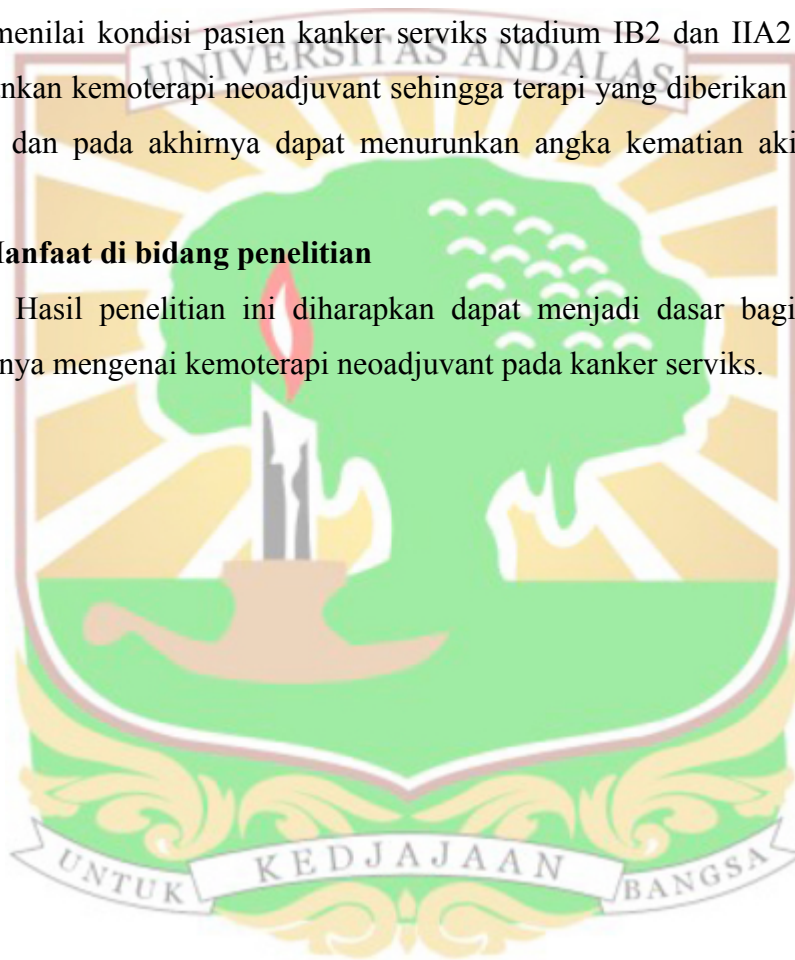 menilai kondisi pasien kanker serviks stadium IB2 dan IIA2
UNIVERSITAS ANDALAS
nkan kemoterapi neoadjuvant sehingga terapi yang diberikan
dan pada akhirnya dapat menurunkan angka kematian aki
anfaat di bidang penelitian
Hasil penelitian ini diharapkan dapat menjadi dasar bagi
nya mengenai kemoterapi neoadjuvant pada kanker serviks.
UNTUK KEDJAJAAN BANGSA